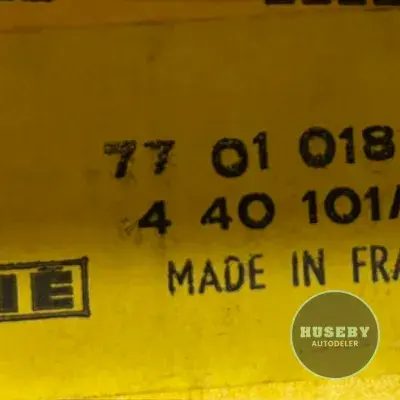 77 01 018
4 40 101/
MADE IN FRA
HUSEBY
AUTODELER